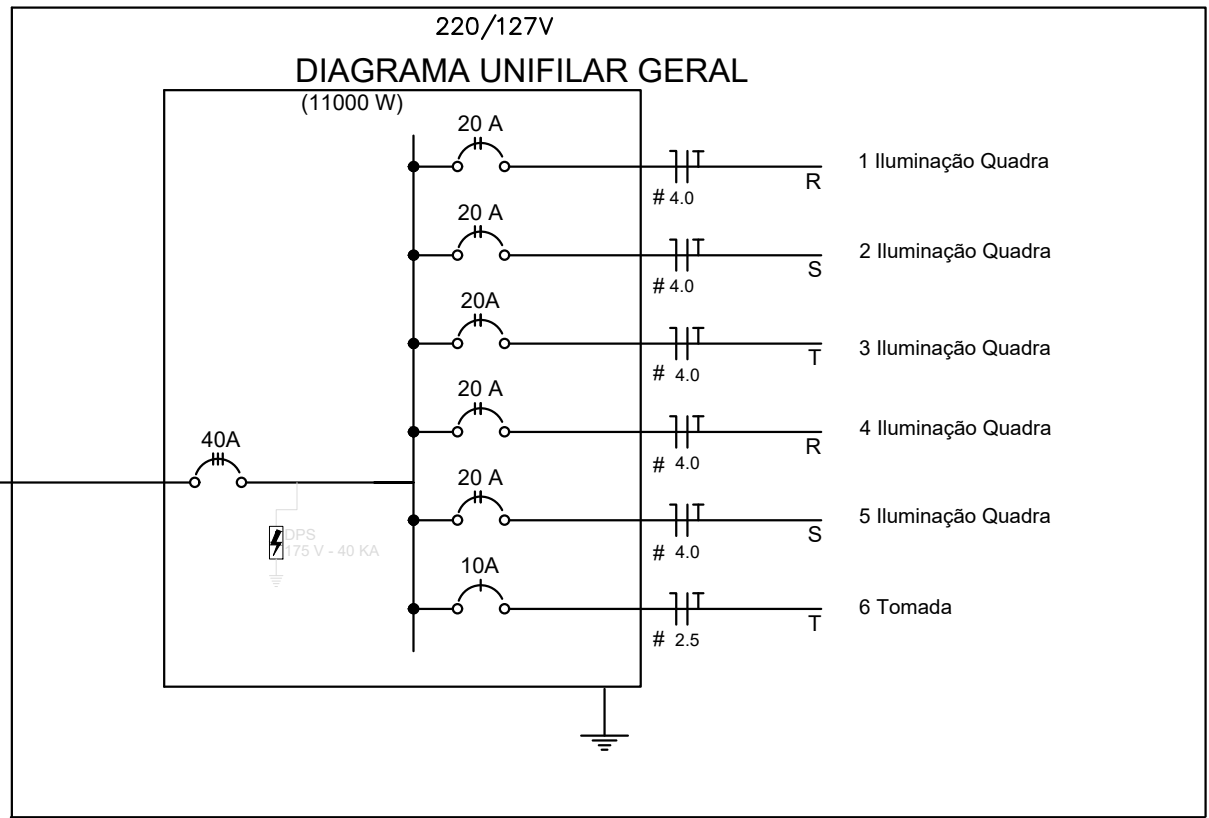 220/127V
DIAGRAMA UNIFILAR GERAL
(11000 W)
20 A
# 4.0
T
R
1 Iluminação Quadra
20 A
# 4.0
T
S
2 Iluminação Quadra
20A
# 4.0
T
T
3 Iluminação Quadra
20 A
# 4.0
T
R
4 Iluminação Quadra
40A
DPS
175 V - 40 KA
20 A
# 4.0
T
S
5 Iluminação Quadra
10A
# 2.5
T
T
6 Tomada